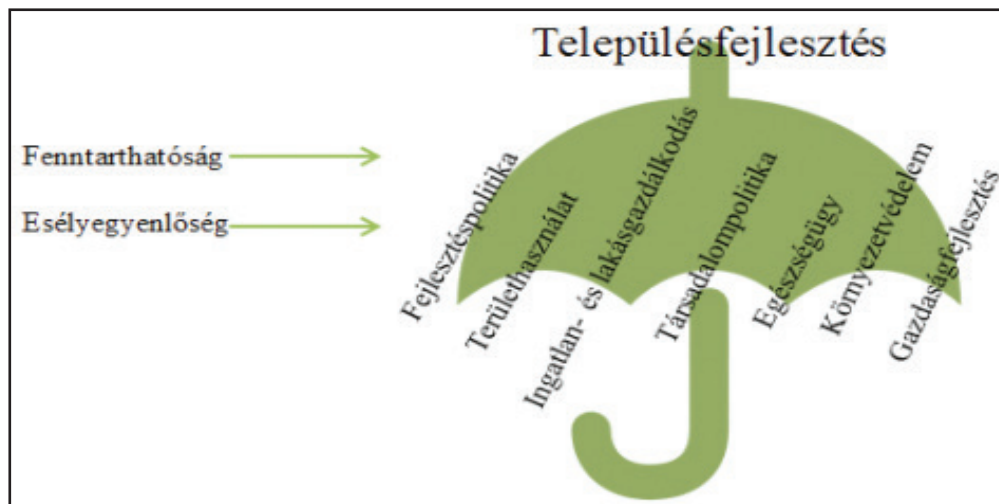 Településfejlesztés
Fenntarthatóság
Esélyegyenlőség
Fejlesztéspolitika
Területhasználat
Ingatlan- és lakásgazdálkodás
Társadalompolitika
Egészségügy
Környezetvédelem
Gazdaságfejlesztés